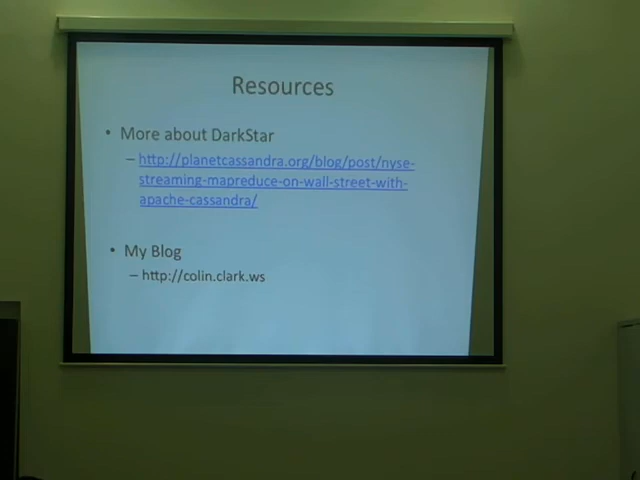 Resources
• More about DarkStar
– http://planetcassandra.org/blog/post/nyse-
streaming-mapreduce-on-wall-street-with-
apache-cassandra/
• My Blog
– http://colin.clark.ws